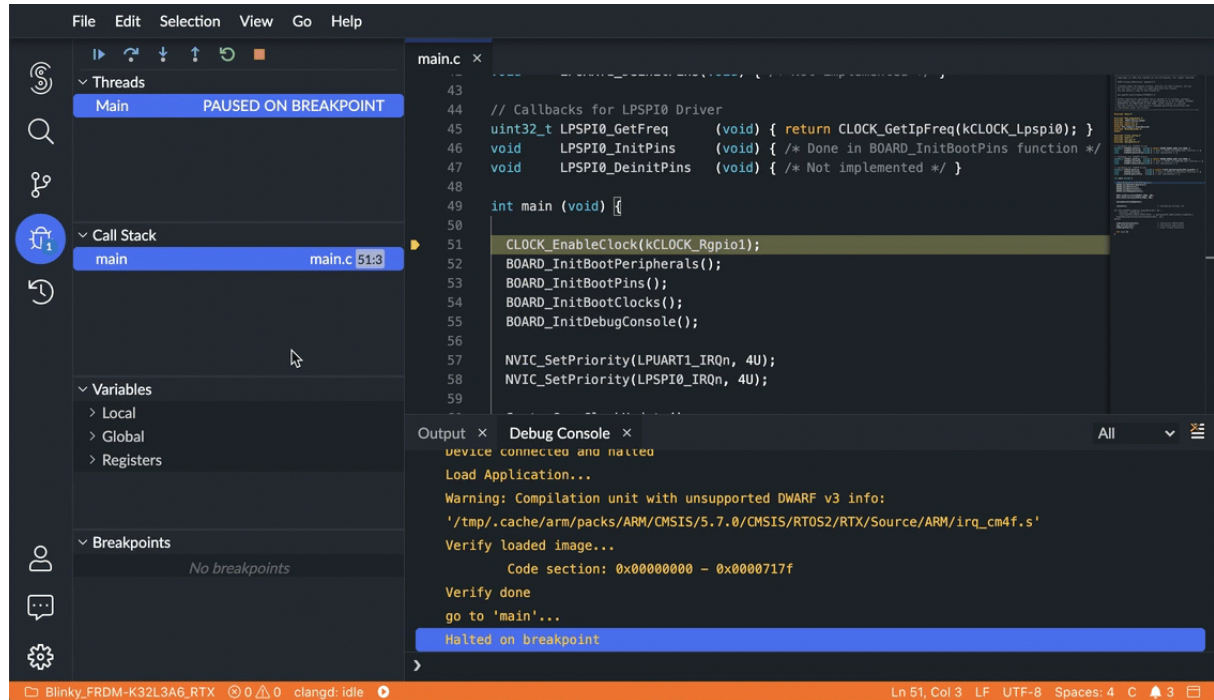 File Edit Selection View Go Help
Threads
Main PAUSED ON BREAKPOINT
Call Stack
main main.c 51:3
1
Variables
Local
Global
Registers
Breakpoints
No breakpoints
main.c ×
43
44 // Callbacks for LPSPI0 Driver
45 uint32_t LPSPI0_GetFreq (void) { return CLOCK_GetIpFreq(kCLOCK_Lpspi0); }
46 void LPSPI0_InitPins (void) { /* Done in BOARD_InitBootPins function */
47 void LPSPI0_DeinitPins (void) { /* Not implemented */ }
48
49 int main (void) {
50
51 CLOCK_EnableClock(kCLOCK_Rgpio1);
52 BOARD_InitBootPeripherals();
53 BOARD_InitBootPins();
54 BOARD_InitBootClocks();
55 BOARD_InitDebugConsole();
56
57 NVIC_SetPriority(LPUART1_IRQn, 4U);
58 NVIC_SetPriority(LPSPI0_IRQn, 4U);
59
Output × Debug Console × All
Device connected and halted
Load Application...
Warning: Compilation unit with unsupported DWARF v3 info:
'/tmp/.cache/arm/packs/ARM/CMSIS/5.7.0/CMSIS/RTOS2/RTX/Source/ARM/irq_cm4f.s'
Verify loaded image...
Code section: 0x00000000 - 0x0000717f
Verify done
go to 'main'...
Halted on breakpoint
Blinky_FRDM-K32L3A6_RTX 0 0 clangd: idle Ln 51, Col 3 LF UTF-8 Spaces: 4 C 3